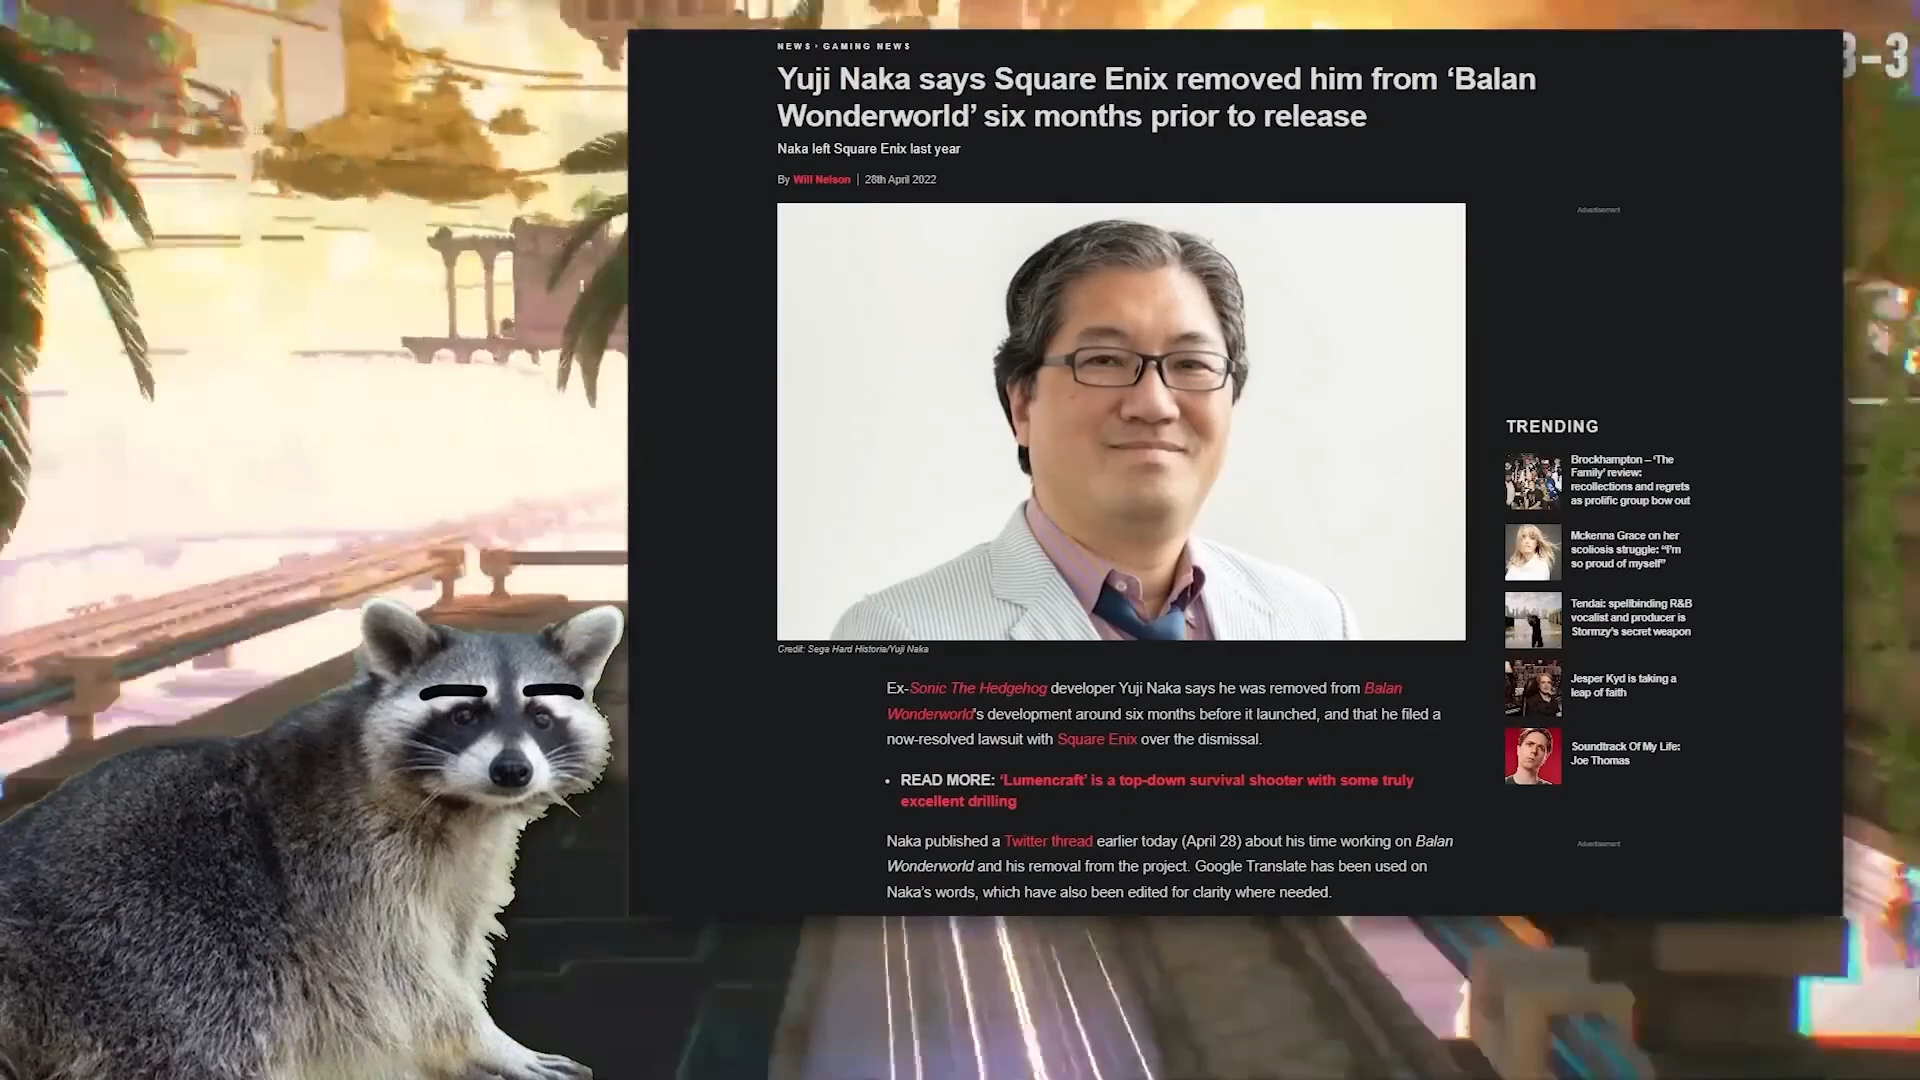 NEWS › GAMING NEWS
Yuji Naka says Square Enix removed him from ‘Balan
Wonderworld’ six months prior to release
Naka left Square Enix last year
By Will Nelson | 28th April 2022
3-3
Advertisement
Credit: Sega Hard Historia/Yuji Naka
Ex-Sonic The Hedgehog developer Yuji Naka says he was removed from Balan
Wonderworld's development around six months before it launched, and that he filed a
now-resolved lawsuit with Square Enix over the dismissal.
• READ MORE: ‘Lumencraft’ is a top-down survival shooter with some truly
excellent drilling
Naka published a Twitter thread earlier today (April 28) about his time working on Balan
Wonderworld and his removal from the project. Google Translate has been used on
Naka’s words, which have also been edited for clarity where needed.
TRENDING
Brockhampton – ‘The
Family’ review:
recollections and regrets
as prolific group bow out
Mckenna Grace on her
scoliosis struggle: “I’m
so proud of myself”
Tendai: spellbinding R&B
vocalist and producer is
Stormzy’s secret weapon
Jesper Kyd is taking a
leap of faith
Soundtrack Of My Life:
Joe Thomas
Advertisement